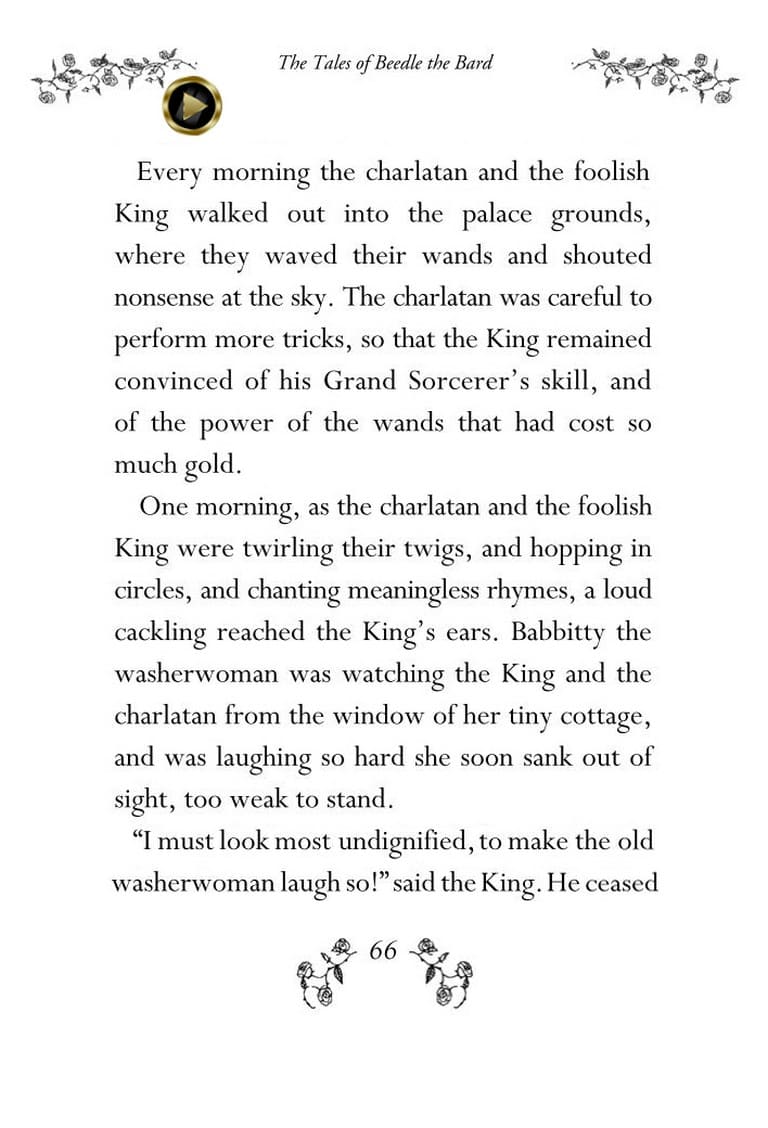 The Tales of Beedle the Bard
Every morning the charlatan and the foolish
King walked out into the palace grounds,
where they waved their wands and shouted
nonsense at the sky. The charlatan was careful to
perform more tricks, so that the King remained
convinced of his Grand Sorcerer’s skill, and
of the power of the wands that had cost so
much gold.
One morning, as the charlatan and the foolish
King were twirling their twigs, and hopping in
circles, and chanting meaningless rhymes, a loud
cackling reached the King’s ears. Babbitty the
washerwoman was watching the King and the
charlatan from the window of her tiny cottage,
and was laughing so hard she soon sank out of
sight, too weak to stand.
“I must look most undignified, to make the old
washerwoman laugh so!” said the King. He ceased
66